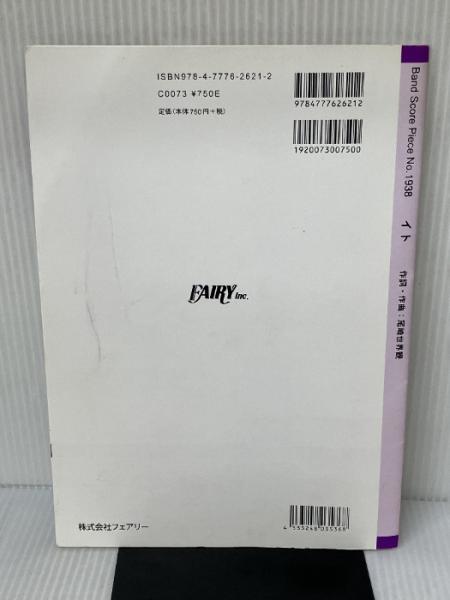 ISBN978-4-7776-2621-2
C0073 ¥750E
定価(本体750円+税)
9784777626212
1920073007500
FAIRY inc.
株式会社フェアリー
Band Score Piece No.1938 イト 作詞・作曲:尾崎世界観